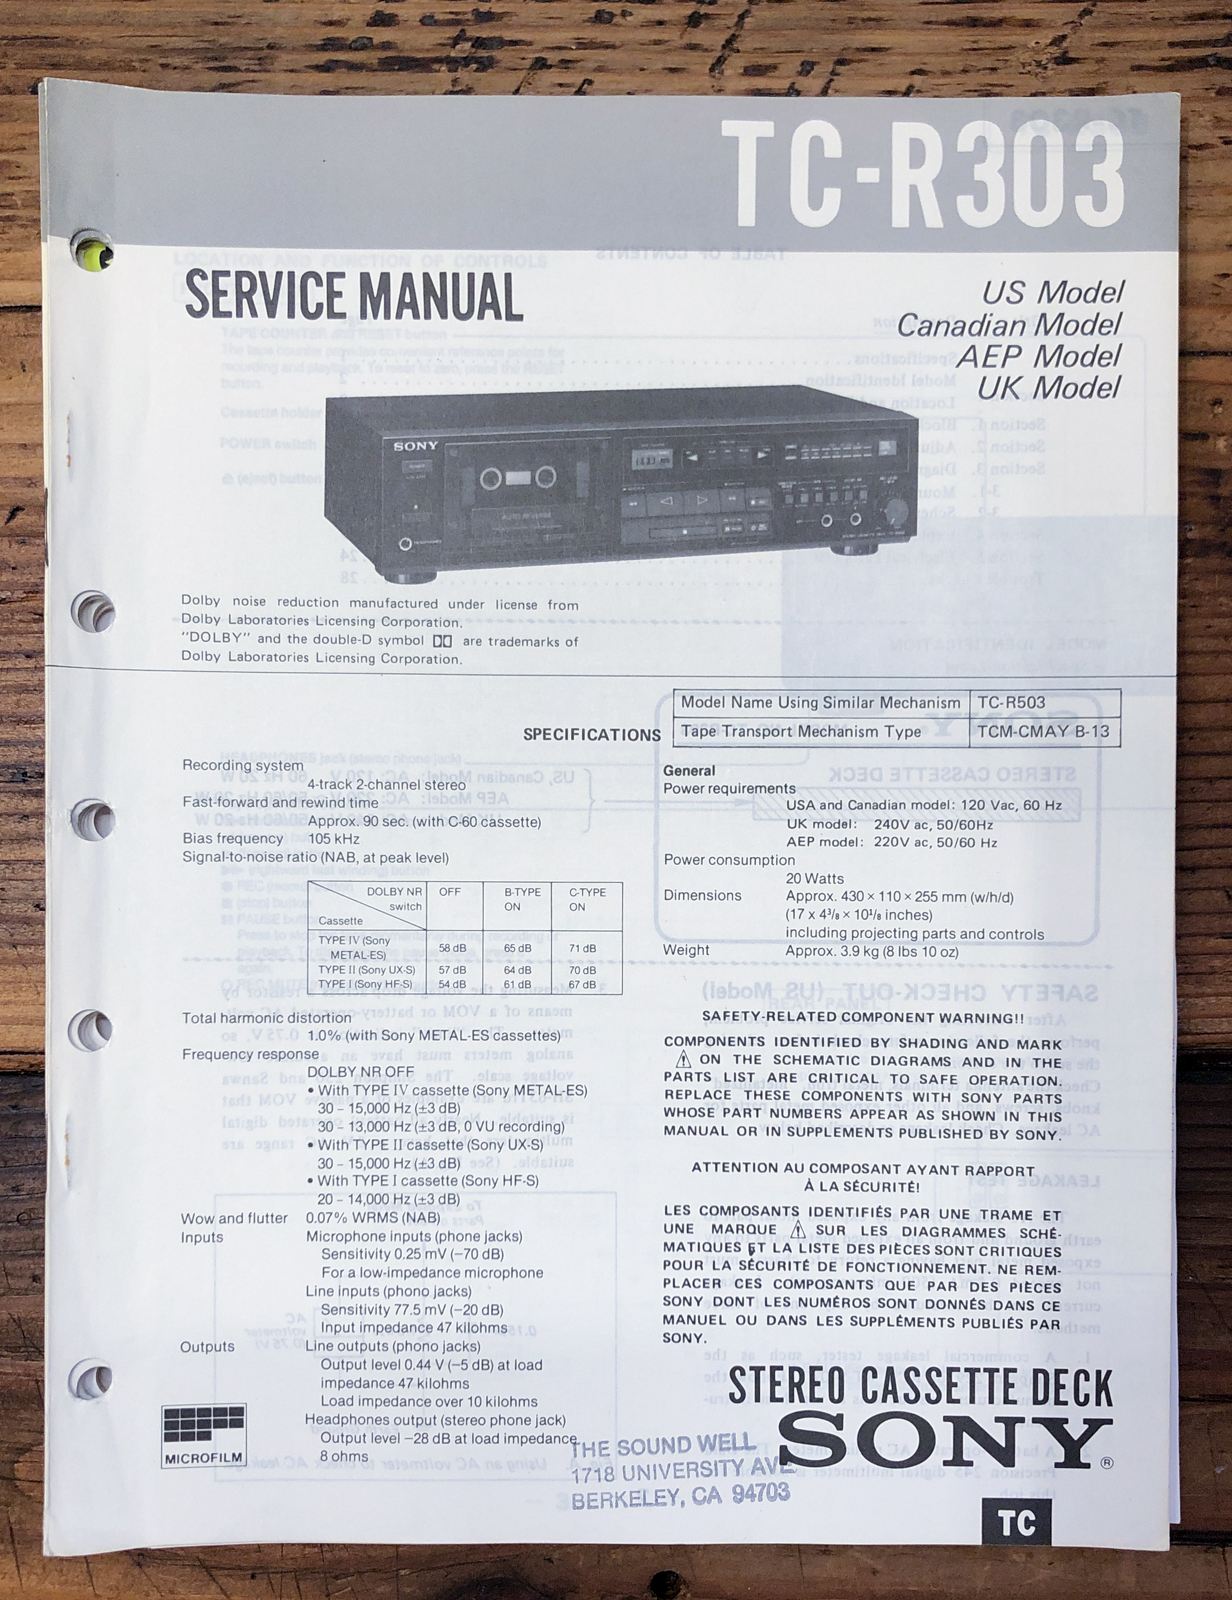 TC-R303
SERVICE MANUAL
US Model
Canadian Model
AEP Model
UK Model
SONY
AUTO REVERSE
Dolby noise reduction manufactured under license from
Dolby Laboratories Licensing Corporation.
"DOLBY" and the double-D symbol are trademarks of
Dolby Laboratories Licensing Corporation.
Model Name Using Similar Mechanism TC-R503
Tape Transport Mechanism Type TCM-CMAY B-13
SPECIFICATIONS
Recording system
4-track 2-channel stereo
Fast-forward and rewind time
Approx. 90 sec. (with C-60 cassette)
Bias frequency 105 kHz
Signal-to-noise ratio (NAB, at peak level)
DOLBY NR switch OFF B-TYPE ON C-TYPE ON
Cassette
TYPE IV (Sony METAL-ES) 58 dB 65 dB 71 dB
TYPE II (Sony UX-S) 57 dB 64 dB 70 dB
TYPE I (Sony HF-S) 54 dB 61 dB 67 dB
Total harmonic distortion
1.0% (with Sony METAL-ES cassettes)
Frequency response
DOLBY NR OFF
• With TYPE IV cassette (Sony METAL-ES)
30 – 15,000 Hz (±3 dB)
30 – 13,000 Hz (±3 dB, 0 VU recording)
• With TYPE II cassette (Sony UX-S)
30 – 15,000 Hz (±3 dB)
• With TYPE I cassette (Sony HF-S)
20 – 14,000 Hz (±3 dB)
Wow and flutter 0.07% WRMS (NAB)
Inputs Microphone inputs (phone jacks)
Sensitivity 0.25 mV (–70 dB)
For a low-impedance microphone
Line inputs (phono jacks)
Sensitivity 77.5 mV (–20 dB)
Input impedance 47 kilohms
Outputs Line outputs (phono jacks)
Output level 0.44 V (–5 dB) at load
impedance 47 kilohms
Load impedance over 10 kilohms
Headphones output (stereo phone jack)
Output level –28 dB at load impedance
8 ohms
MICROFILM
General
Power requirements
USA and Canadian model: 120 Vac, 60 Hz
UK model: 240V ac, 50/60Hz
AEP model: 220V ac, 50/60 Hz
Power consumption
20 Watts
Dimensions Approx. 430 × 110 × 255 mm (w/h/d)
(17 x 4³/₈ × 10¹/₈ inches)
including projecting parts and controls
Weight Approx. 3.9 kg (8 lbs 10 oz)
SAFETY-RELATED COMPONENT WARNING!!
COMPONENTS IDENTIFIED BY SHADING AND MARK
⚠ ON THE SCHEMATIC DIAGRAMS AND IN THE
PARTS LIST ARE CRITICAL TO SAFE OPERATION.
REPLACE THESE COMPONENTS WITH SONY PARTS
WHOSE PART NUMBERS APPEAR AS SHOWN IN THIS
MANUAL OR IN SUPPLEMENTS PUBLISHED BY SONY.
ATTENTION AU COMPOSANT AYANT RAPPORT
À LA SÉCURITÉ!
LES COMPOSANTS IDENTIFIÉS PAR UNE TRAME ET
UNE MARQUE ⚠ SUR LES DIAGRAMMES SCHÉ-
MATIQUES ET LA LISTE DES PIÈCES SONT CRITIQUES
POUR LA SÉCURITÉ DE FONCTIONNEMENT. NE REM-
PLACER CES COMPOSANTS QUE PAR DES PIÈCES
SONY DONT LES NUMÉROS SONT DONNÉS DANS CE
MANUEL OU DANS LES SUPPLÉMENTS PUBLIÉS PAR
SONY.
STEREO CASSETTE DECK
SONY®
THE SOUND WELL
1718 UNIVERSITY AVE
BERKELEY, CA 94703
TC